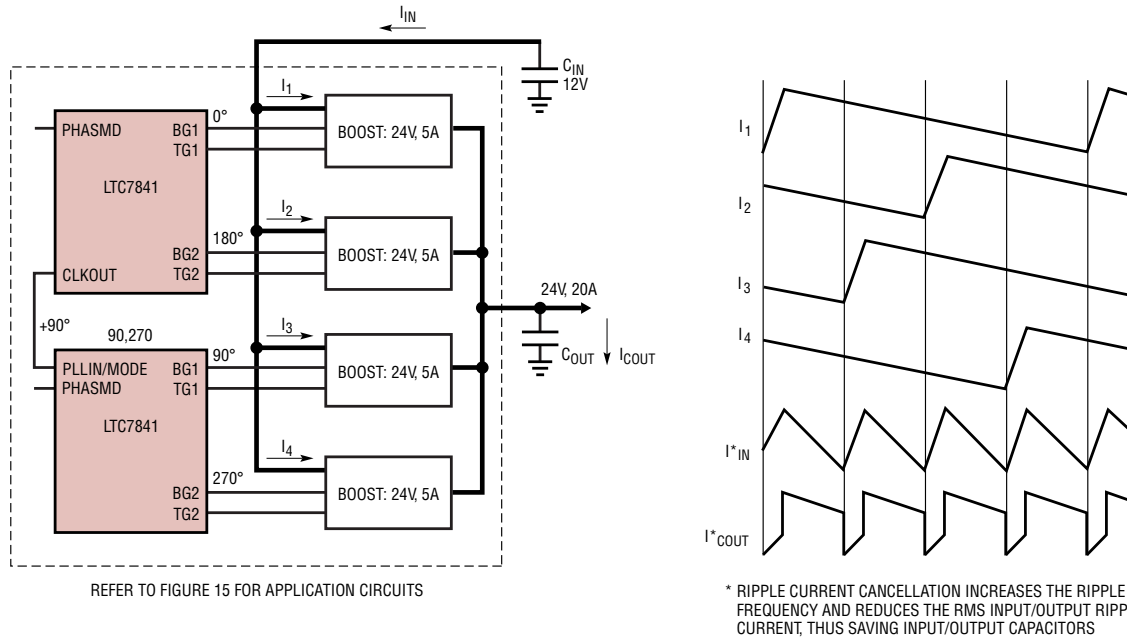 I_IN
C_IN
12V
I_1
0°
PHASMD
BG1
TG1
BOOST: 24V, 5A
LTC7841
I_2
180°
BG2
TG2
BOOST: 24V, 5A
CLKOUT
24V, 20A
+90°
90,270
I_3
90°
C_OUT
I_COUT
PLLIN/MODE
BG1
PHASMD
TG1
BOOST: 24V, 5A
LTC7841
I_4
270°
BG2
TG2
BOOST: 24V, 5A
REFER TO FIGURE 15 FOR APPLICATION CIRCUITS
I_1
I_2
I_3
I_4
I*_IN
I*_COUT
* RIPPLE CURRENT CANCELLATION INCREASES THE RIPPLE
FREQUENCY AND REDUCES THE RMS INPUT/OUTPUT RIPP
CURRENT, THUS SAVING INPUT/OUTPUT CAPACITORS